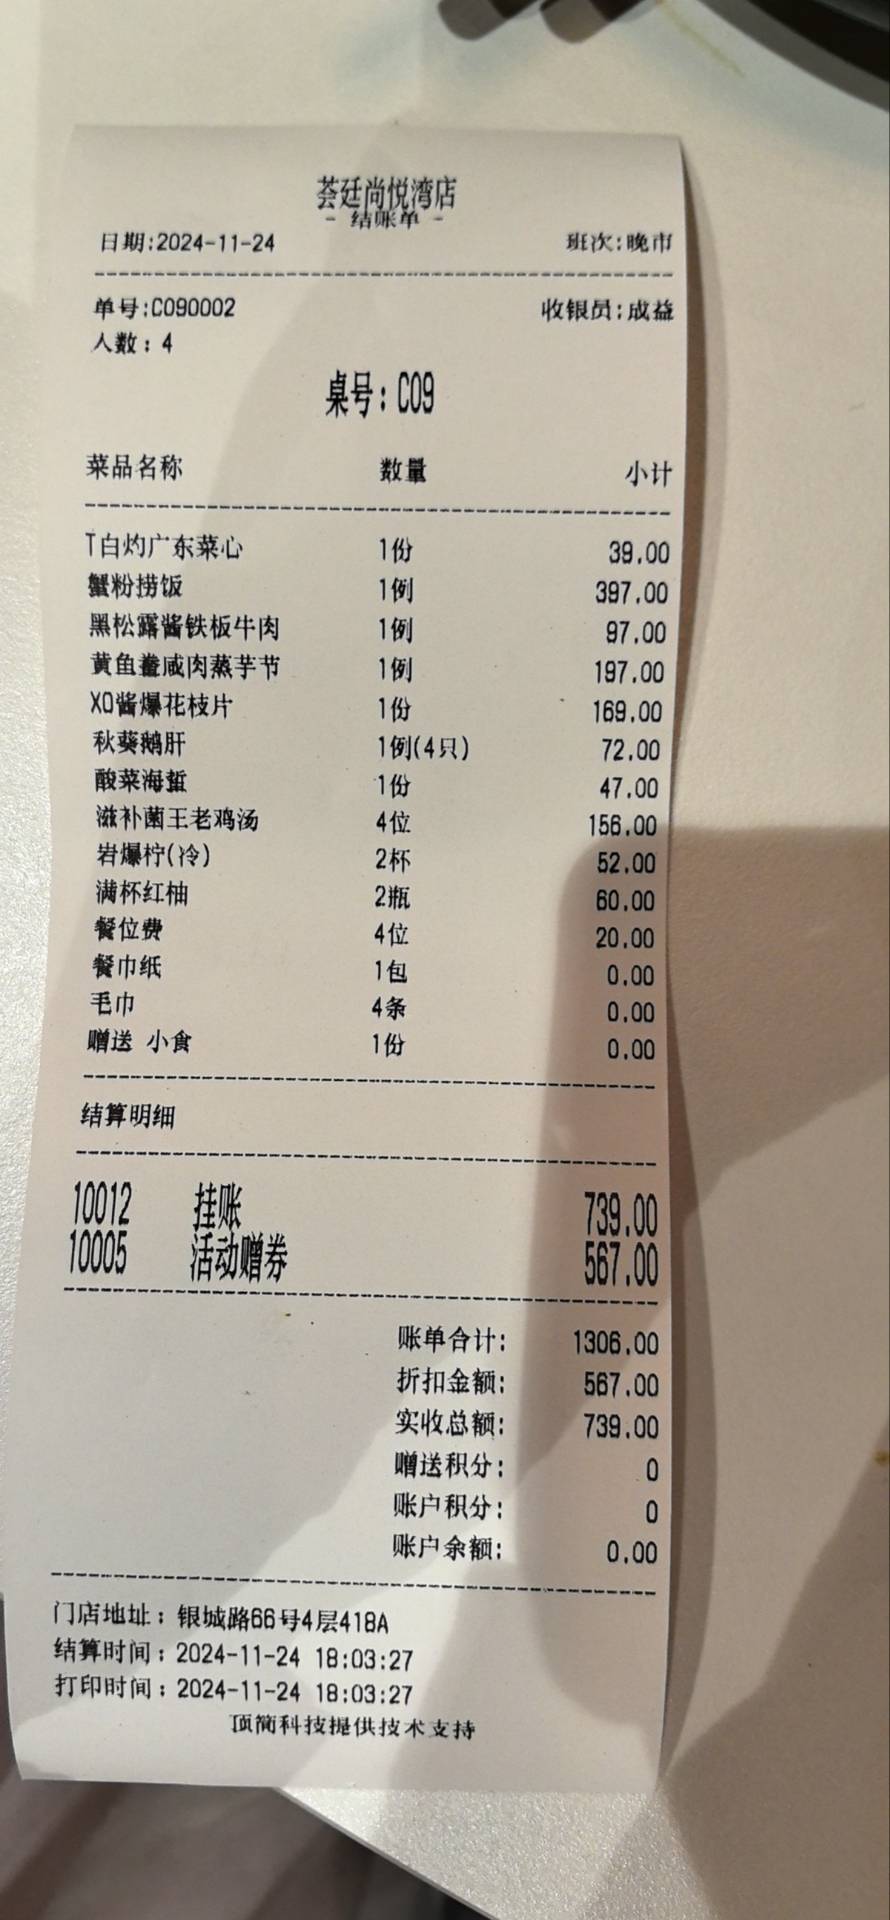 荟廷尚悦湾店
- 结账单 -
日期:2024-11-24 班次:晚市
单号:C090002 收银员:成益
人数:4
桌号:C09
菜品名称 数量 小计
T白灼广东菜心 1份 39.00
蟹粉捞饭 1例 397.00
黑松露酱铁板牛肉 1例 97.00
黄鱼鲞咸肉蒸芋节 1例 197.00
XO酱爆花枝片 1份 169.00
秋葵鹅肝 1例(4只) 72.00
酸菜海蜇 1份 47.00
滋补菌王老鸡汤 4位 156.00
岩爆柠(冷) 2杯 52.00
满杯红柚 2瓶 60.00
餐位费 4位 20.00
餐巾纸 1包 0.00
毛巾 4条 0.00
赠送 小食 1份 0.00
结算明细
10012 挂账 739.00
10005 活动赠券 567.00
账单合计: 1306.00
折扣金额: 567.00
实收总额: 739.00
赠送积分: 0
账户积分: 0
账户余额: 0.00
门店地址:银城路66号4层418A
结算时间:2024-11-24 18:03:27
打印时间:2024-11-24 18:03:27
顶简科技提供技术支持